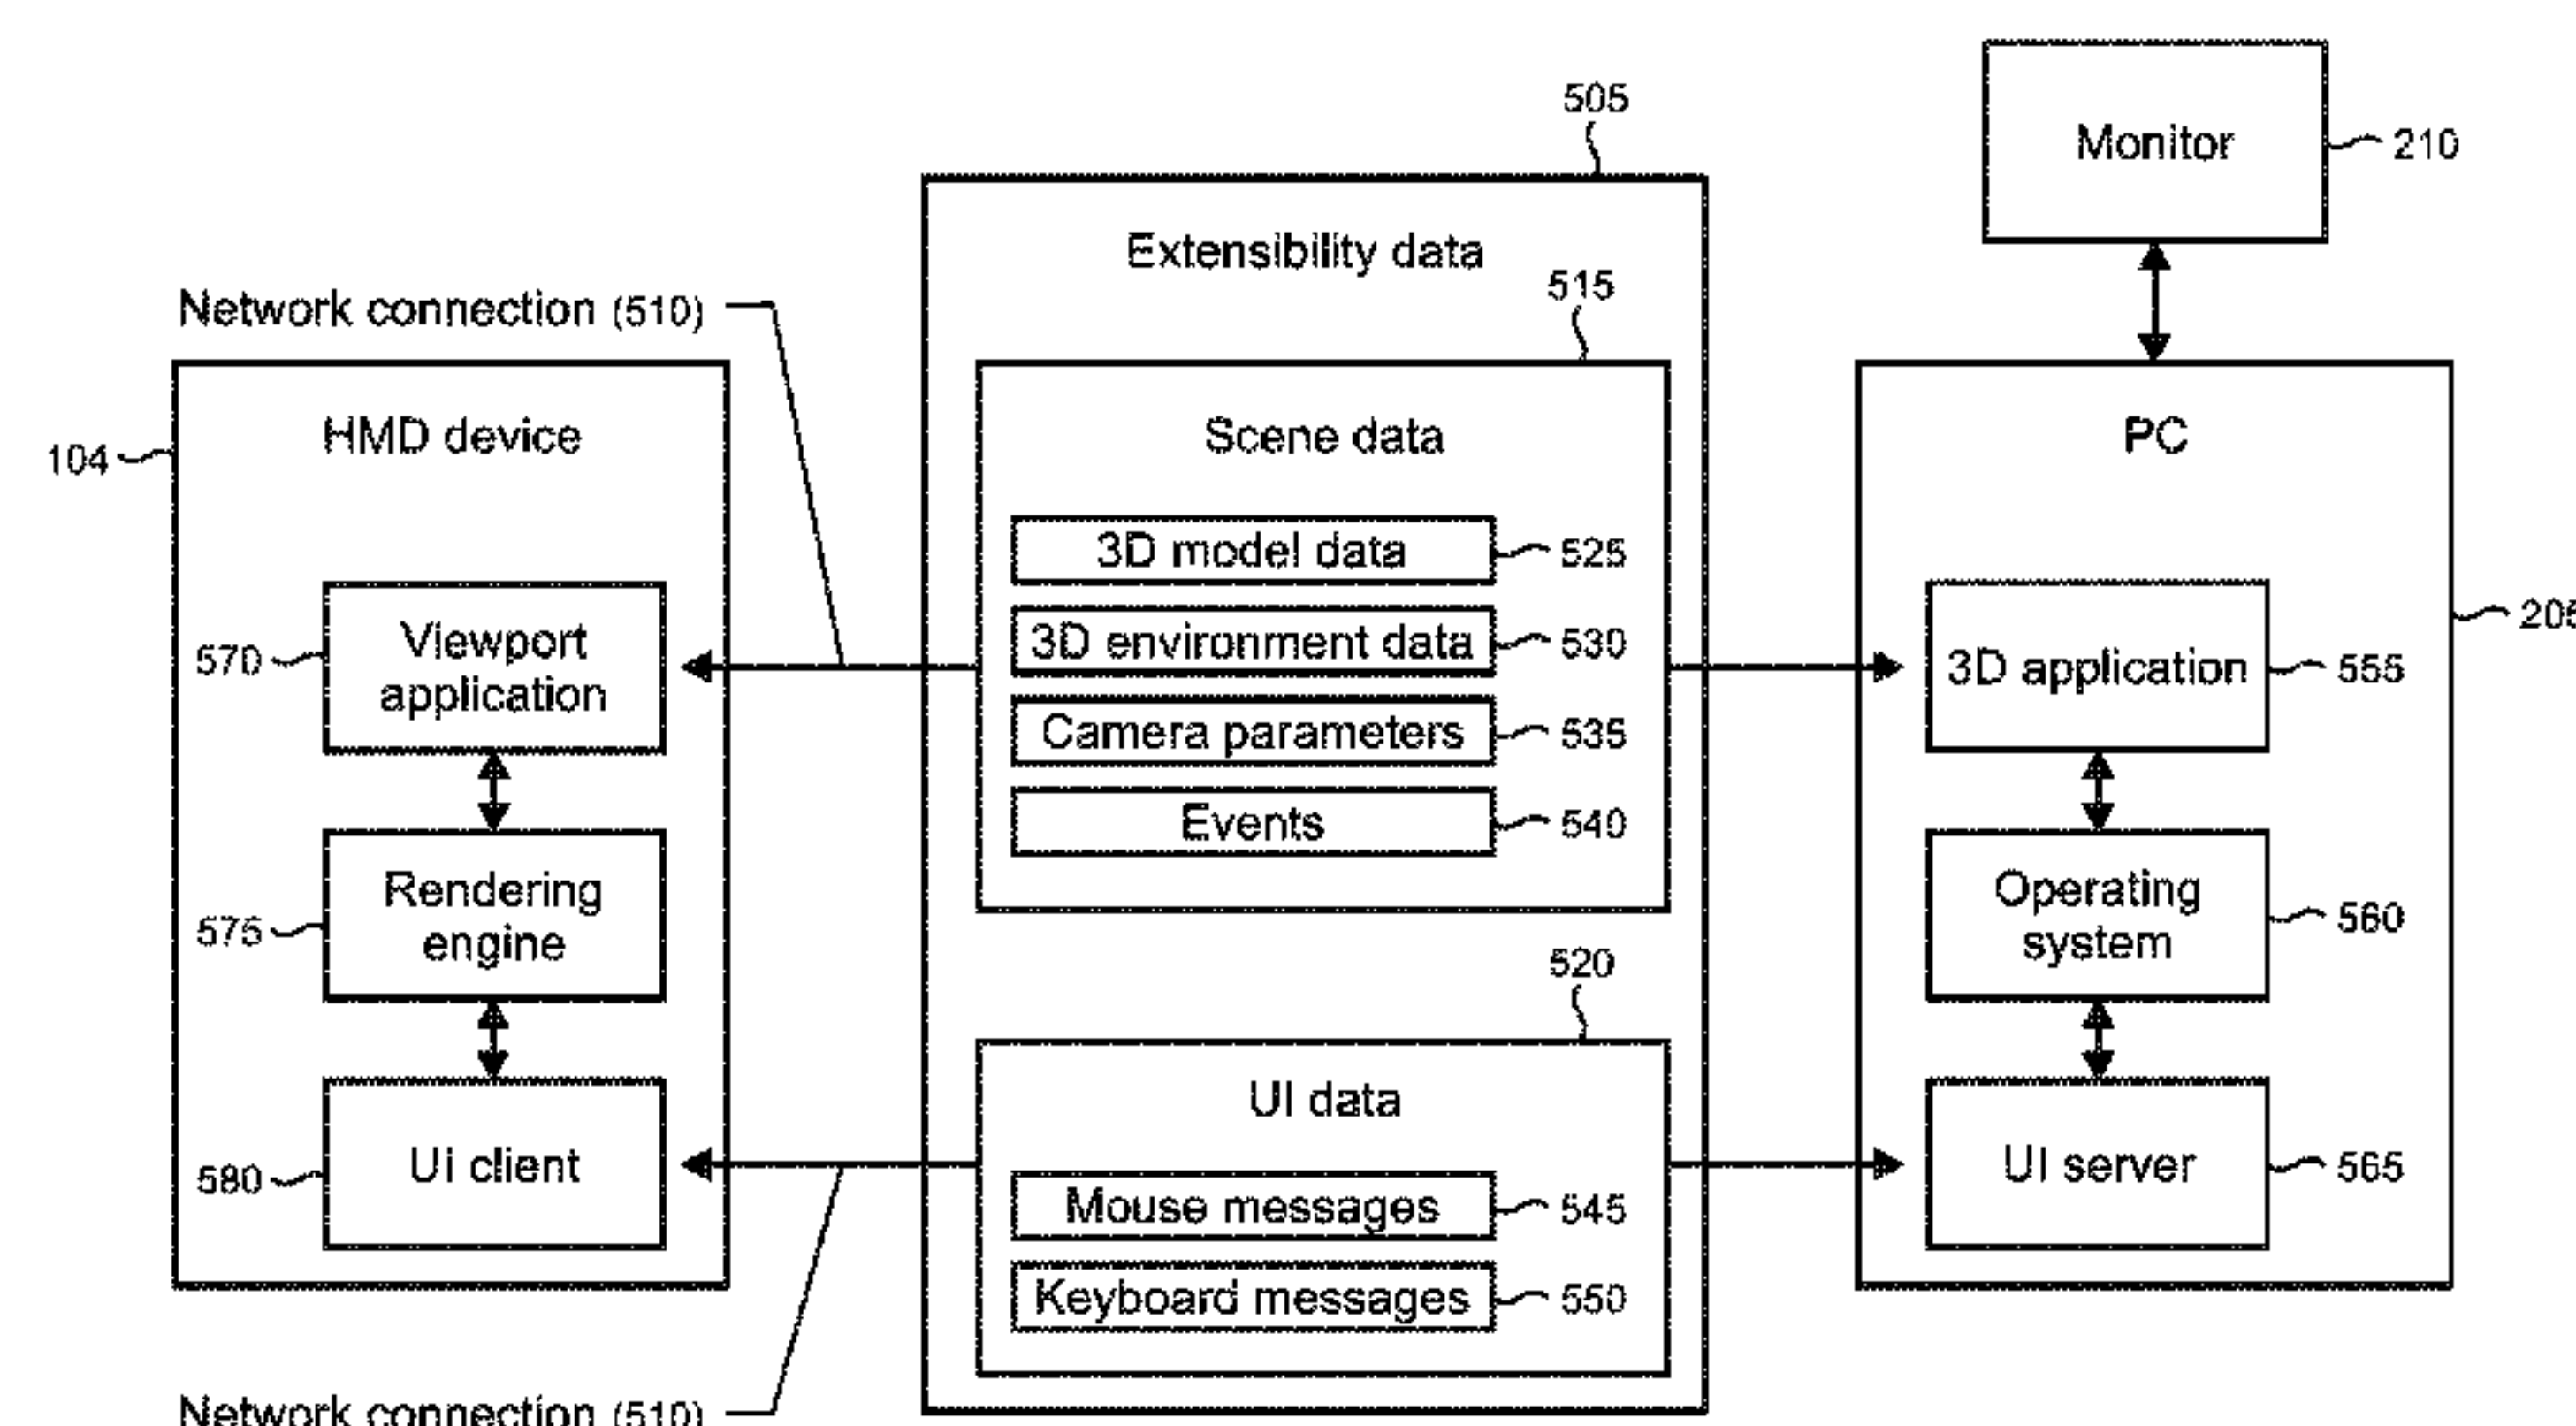 505
Monitor
210
Extensibility data
515
Network connection (510)
HMD device
104
Scene data
PC
3D model data
525
3D environment data
530
Camera parameters
535
Events
540
Viewport
application
570
3D application
555
205
Rendering
engine
575
Operating
system
560
520
UI data
UI client
580
UI server
565
Mouse messages
545
Keyboard messages
550
Network connection (510)